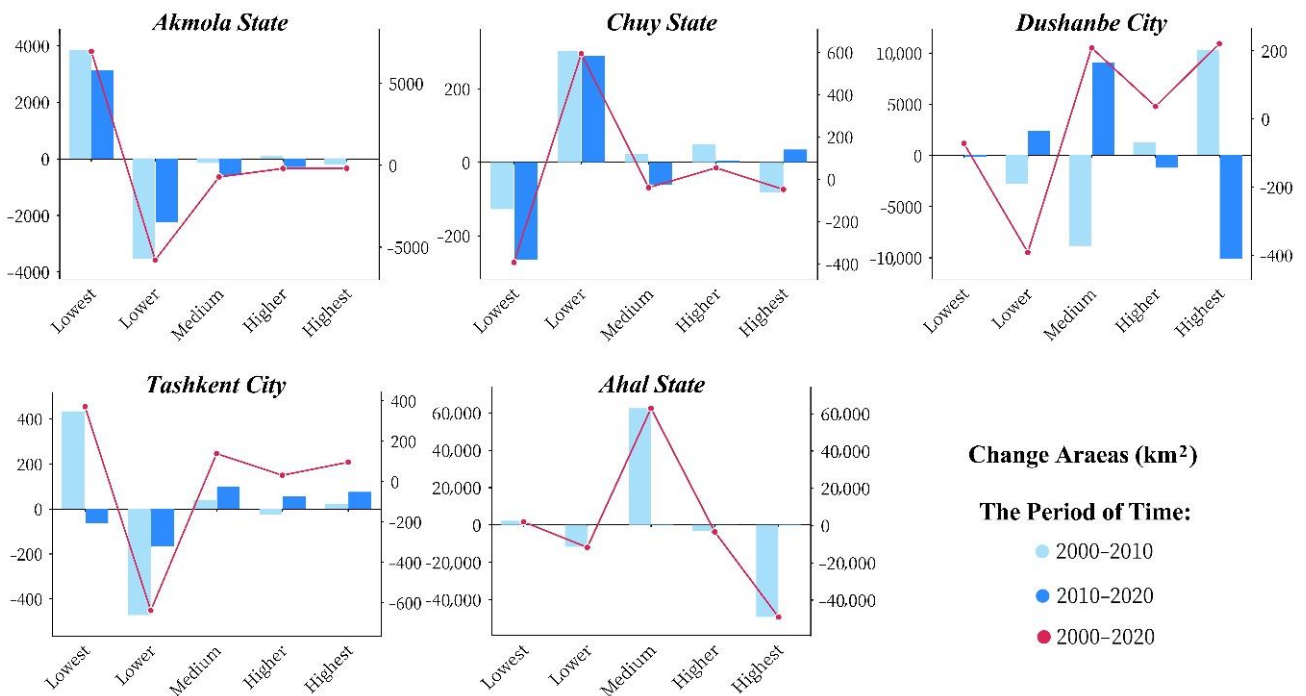 Akmola State
4000
2000
0
−2000
−4000
5000
0
−5000
Lowest
Lower
Medium
Higher
Highest
Chuy State
200
0
−200
600
400
200
0
−200
−400
Lowest
Lower
Medium
Higher
Highest
Dushanbe City
10,000
5000
0
−5000
−10,000
200
0
−200
−400
Lowest
Lower
Medium
Higher
Highest
Tashkent City
400
200
0
−200
−400
400
200
0
−200
−400
−600
Lowest
Lower
Medium
Higher
Highest
Ahal State
60,000
40,000
20,000
0
−20,000
−40,000
60,000
40,000
20,000
0
−20,000
−40,000
Lowest
Lower
Medium
Higher
Highest
Change Araeas (km²)
The Period of Time:
2000–2010
2010–2020
2000–2020